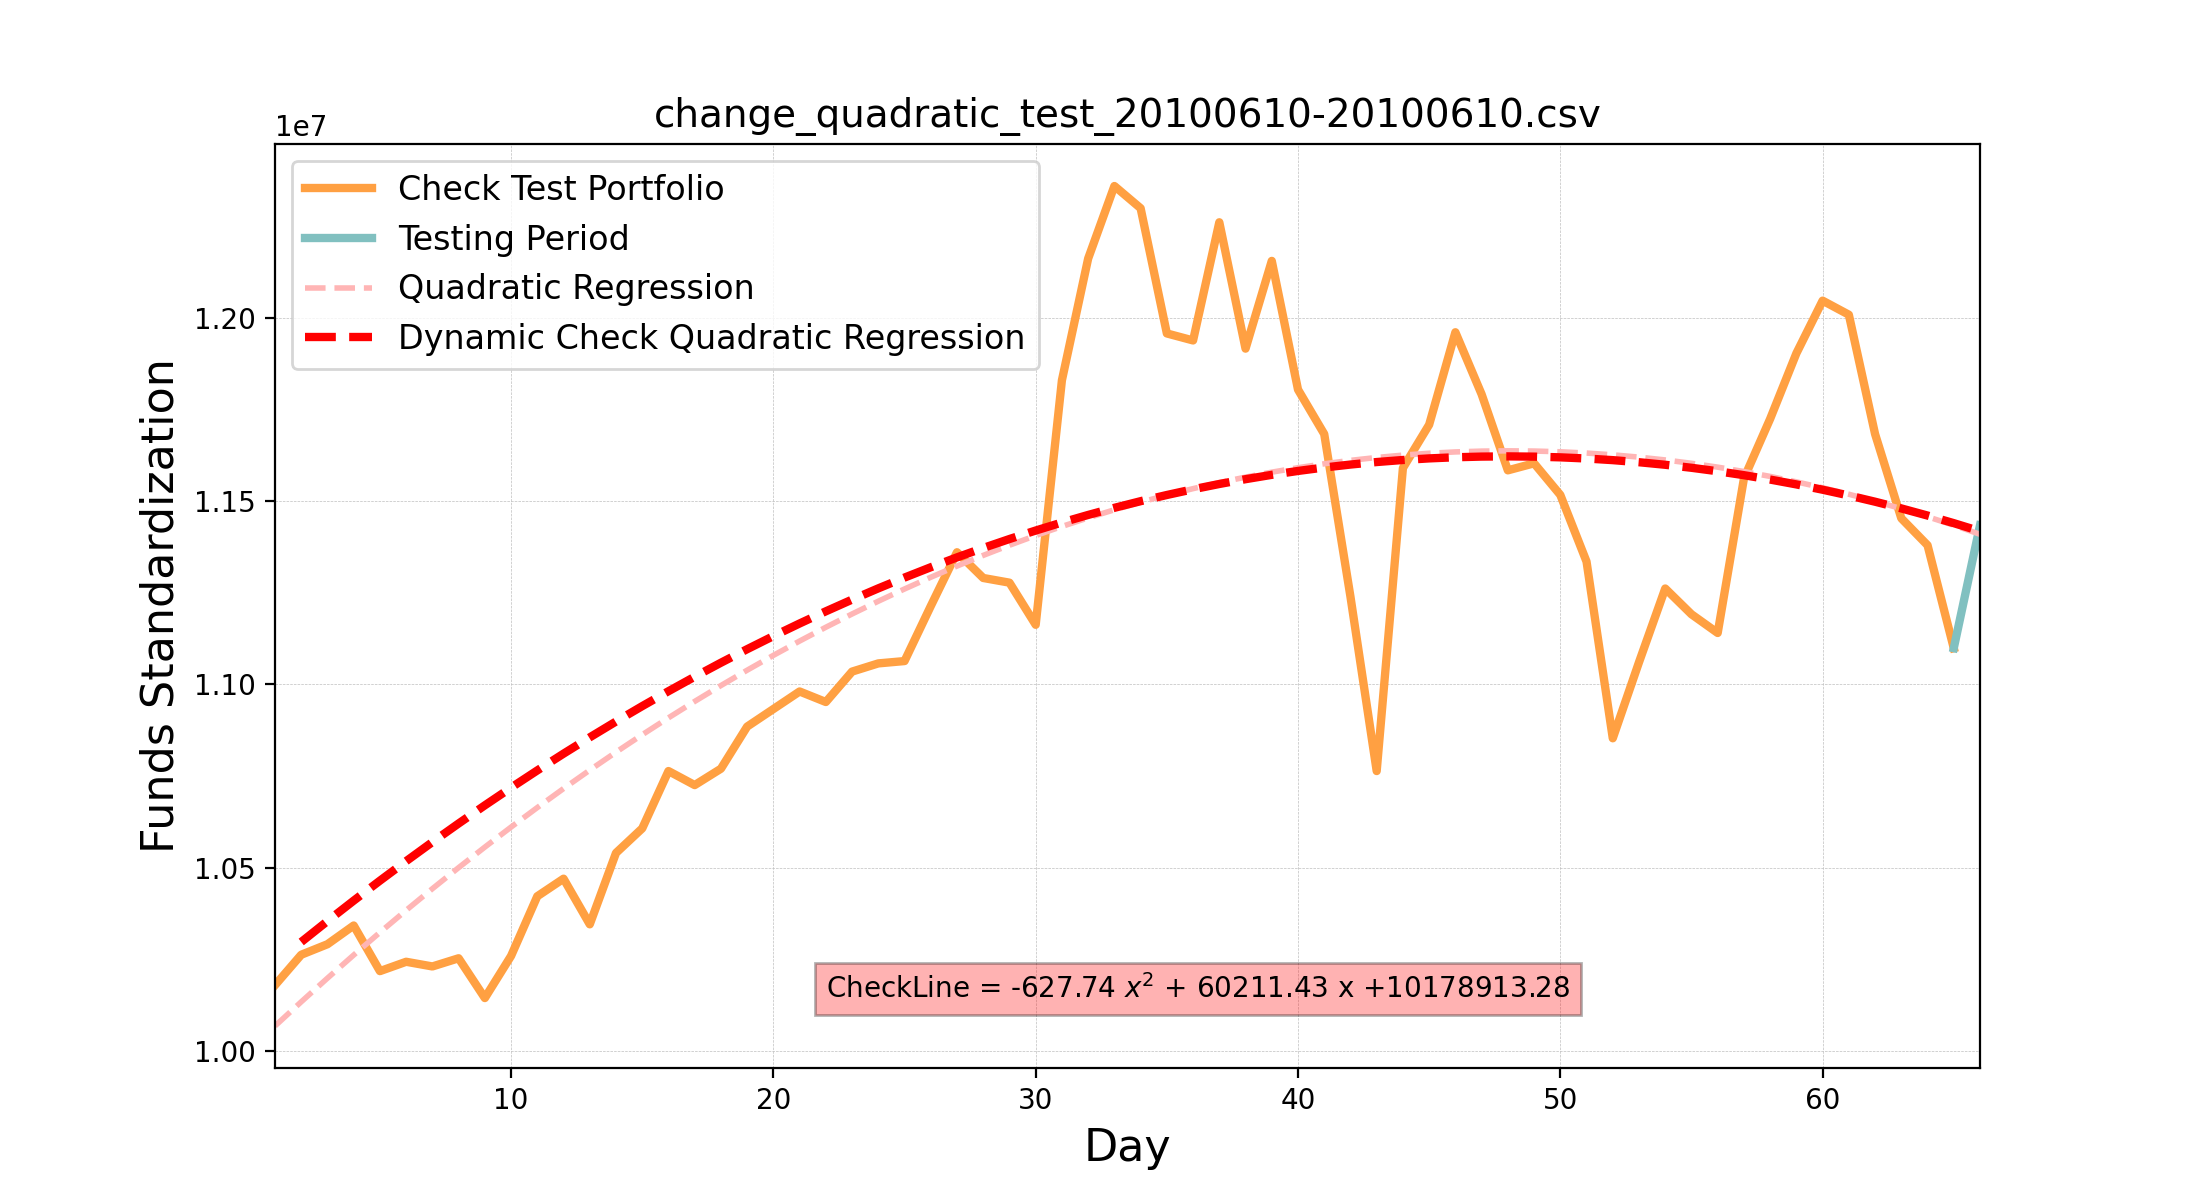 change_quadratic_test_20100610-20100610.csv
1e7
Check Test Portfolio
Testing Period
Quadratic Regression
Dynamic Check Quadratic Regression
1.20
1.15
1.10
1.05
1.00
Funds Standardization
CheckLine = -627.74 x² + 60211.43 x +10178913.28
10 20 30 40 50 60
Day